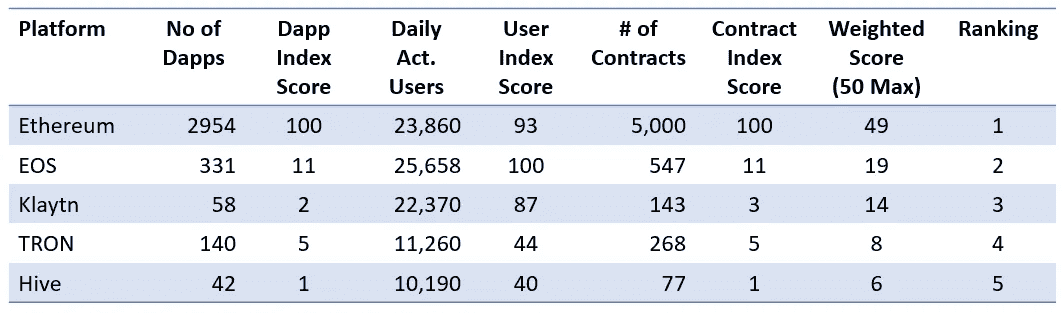 Platform No of Dapps Dapp Index Score Daily Act. Users User Index Score # of Contracts Contract Index Score Weighted Score (50 Max) Ranking
Ethereum 2954 100 23,860 93 5,000 100 49 1
EOS 331 11 25,658 100 547 11 19 2
Klaytn 58 2 22,370 87 143 3 14 3
TRON 140 5 11,260 44 268 5 8 4
Hive 42 1 10,190 40 77 1 6 5